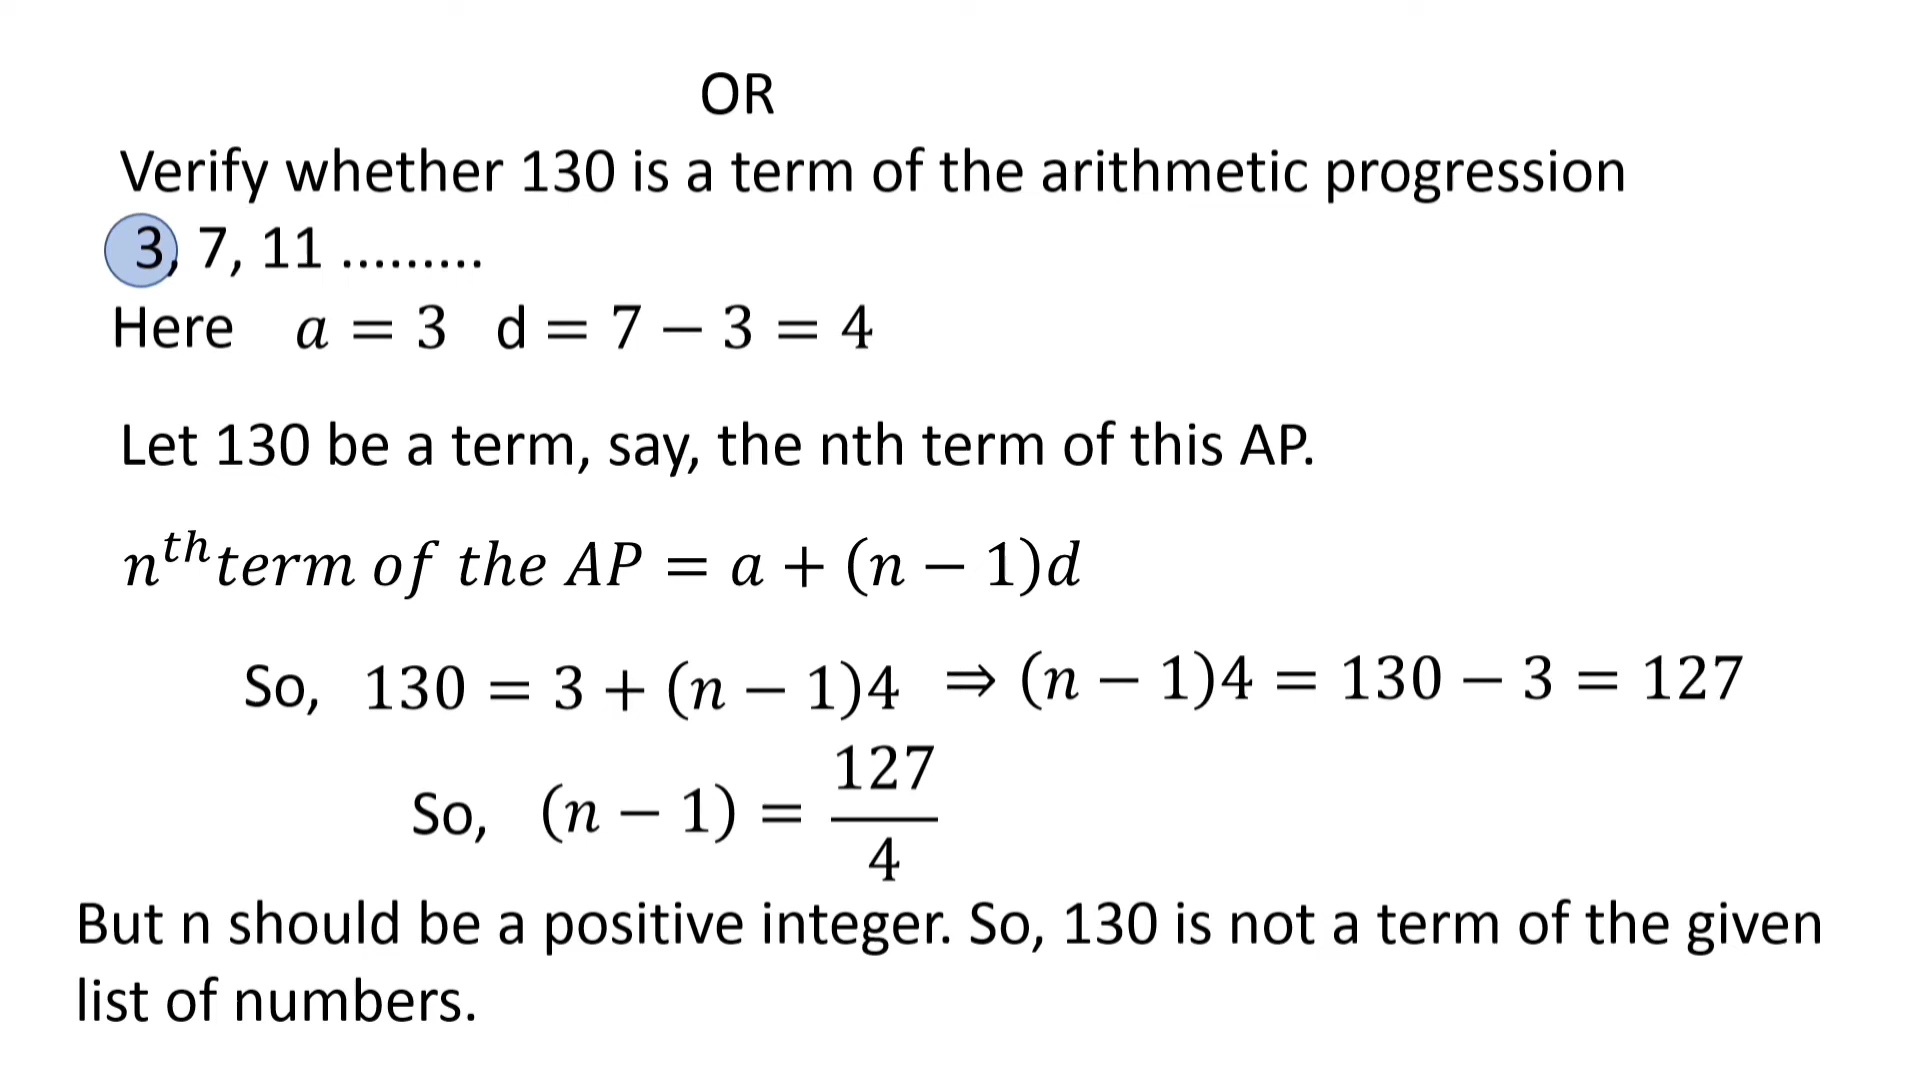 OR
Verify whether 130 is a term of the arithmetic progression
3, 7, 11 .........
Here a = 3 d = 7 − 3 = 4
Let 130 be a term, say, the nth term of this AP.
nᵗʰterm of the AP = a + (n − 1)d
So, 130 = 3 + (n − 1)4 ⇒ (n − 1)4 = 130 − 3 = 127
So, (n − 1) = 127/4
But n should be a positive integer. So, 130 is not a term of the given
list of numbers.